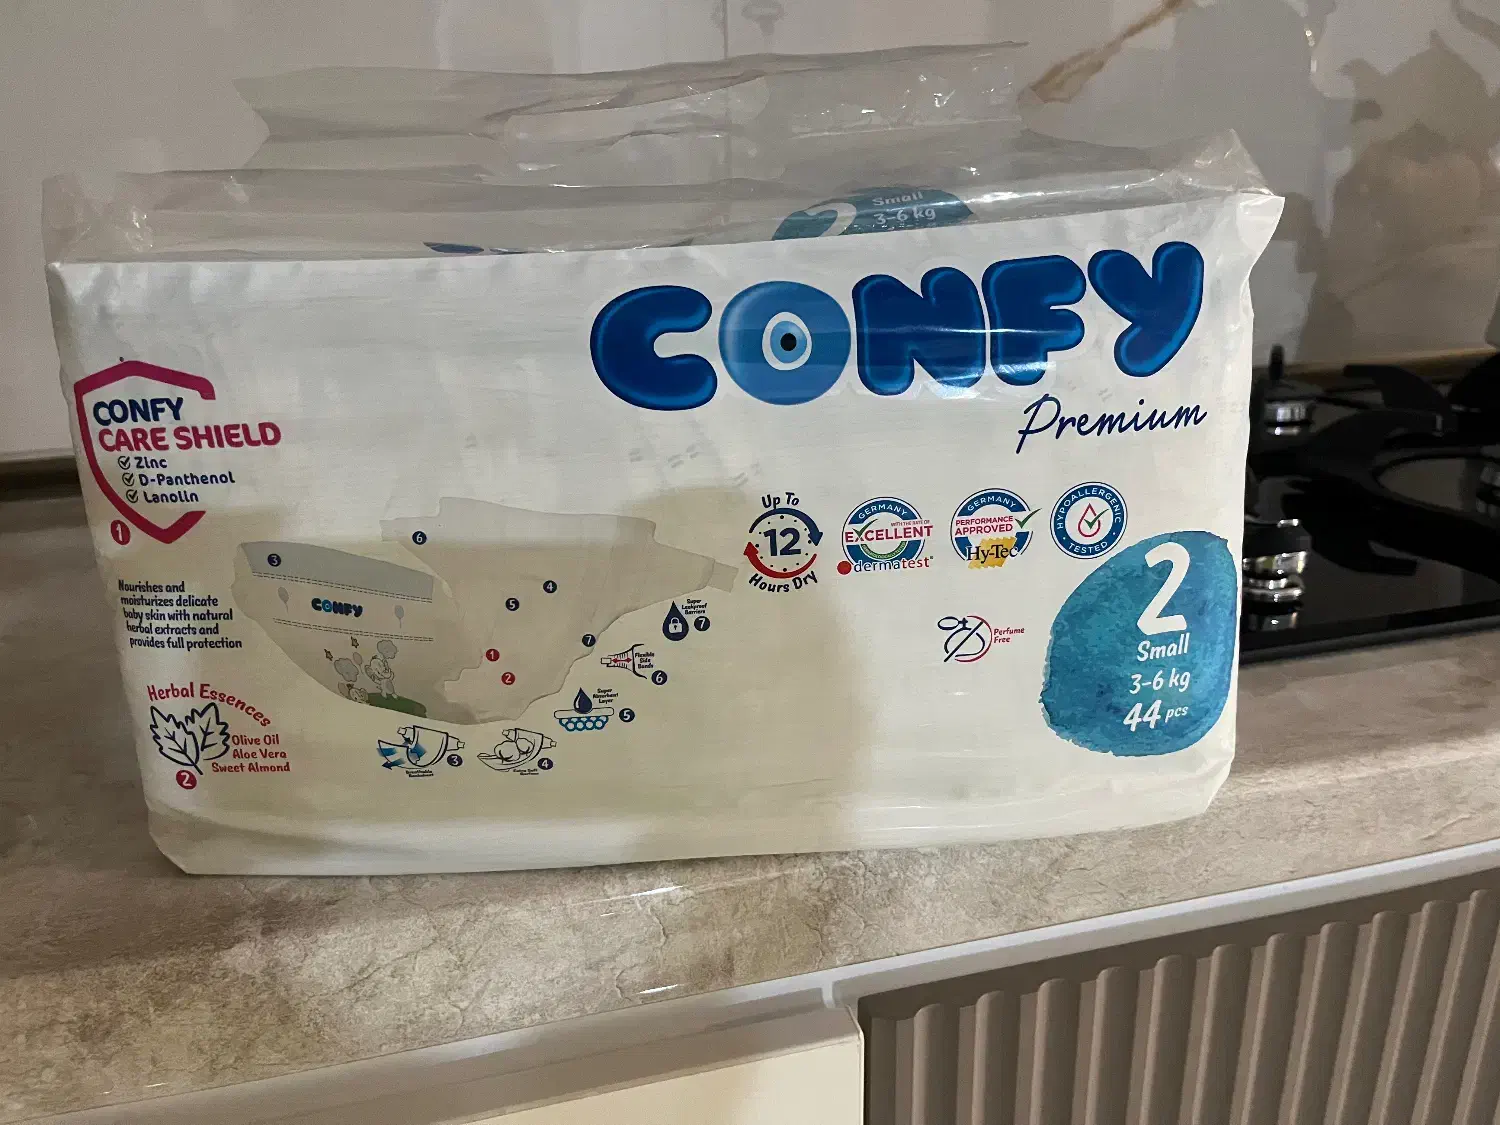 Small
3-6 kg
CONFY
Premium
CONFY
CARE SHIELD
Zinc
D-Panthenol
Lanolin
1
Nourishes and
moisturizes delicate
baby skin with natural
herbal extracts and
provides full protection
Herbal Essences
Olive Oil
Aloe Vera
Sweet Almond
2
3
CONFY
6
4
5
7
1
2
Super
Leakproof
Barriers
7
Flexible
Side
Bands
6
Super
Absorbent
Layer
5
3
Extra Soft
Surface
4
Up To
12
Hours Dry
GERMANY
EXCELLENT
dermatest
GERMANY
PERFORMANCE
APPROVED
Hy-Tec
HYPOALLERGENIC
TESTED
Perfume
Free
2
Small
3-6 kg
44 pcs